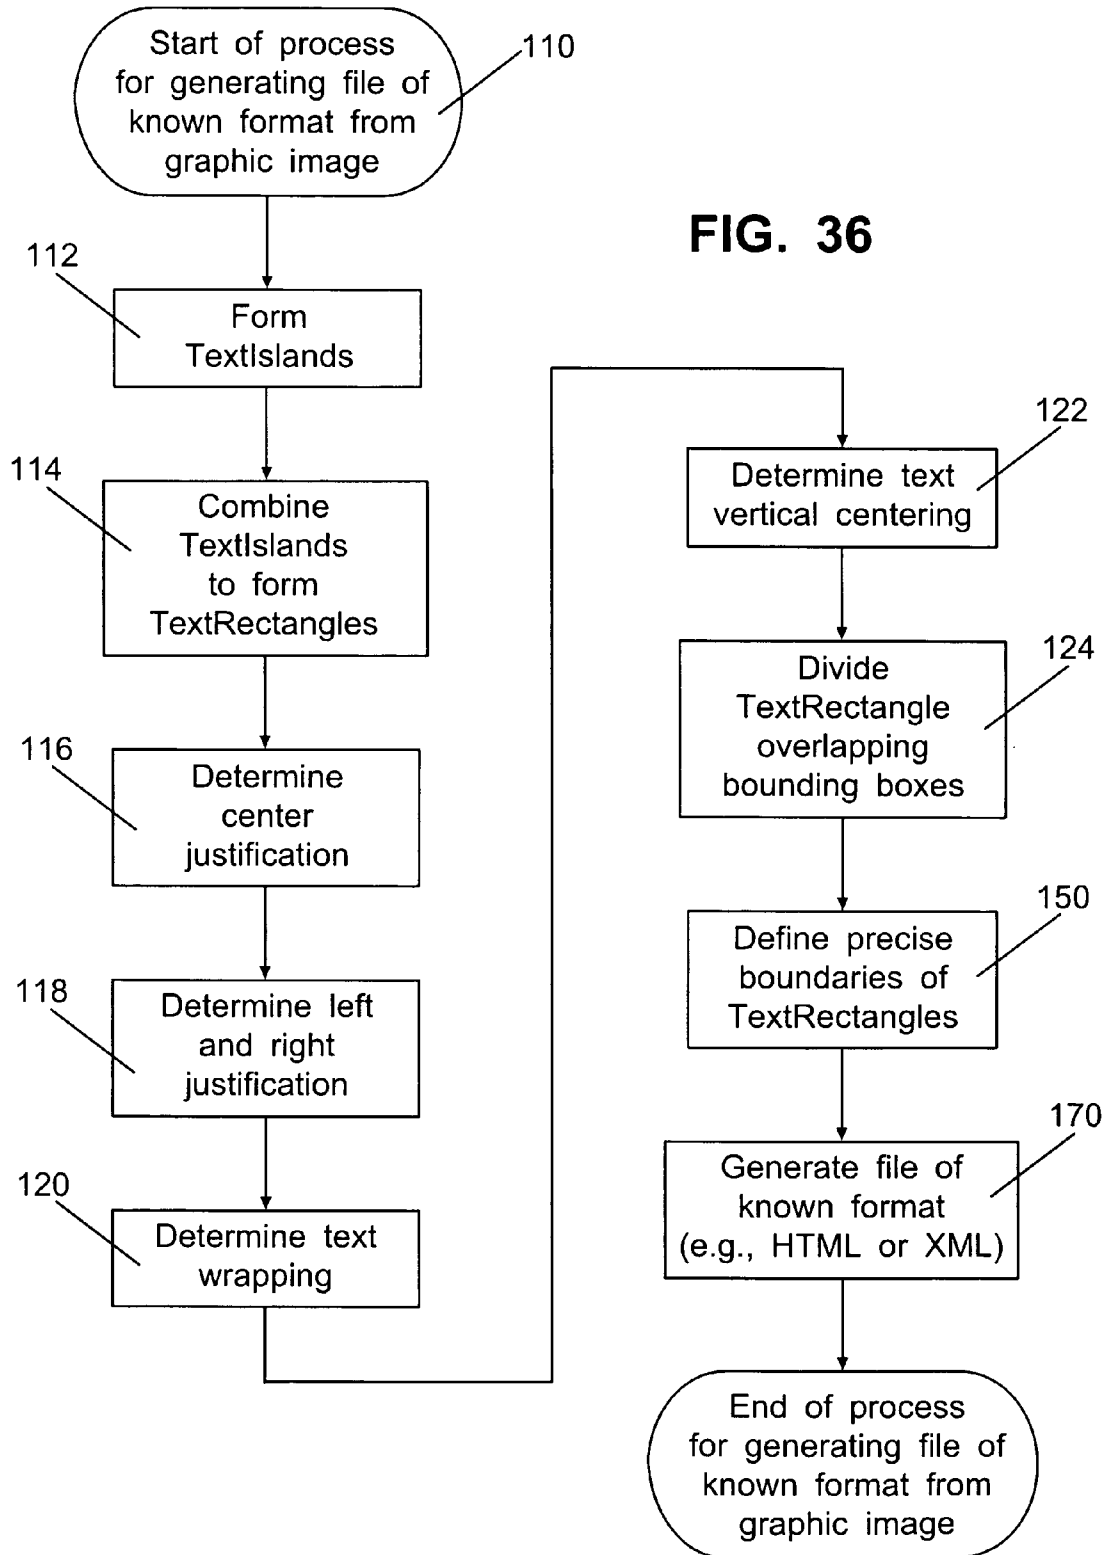 Start of process
for generating file of
known format from
graphic image
110
FIG. 36
112
Form
TextIslands
114
Combine
TextIslands
to form
TextRectangles
116
Determine
center
justification
118
Determine left
and right
justification
120
Determine text
wrapping
122
Determine text
vertical centering
124
Divide
TextRectangle
overlapping
bounding boxes
150
Define precise
boundaries of
TextRectangles
170
Generate file of
known format
(e.g., HTML or XML)
End of process
for generating file of
known format from
graphic image